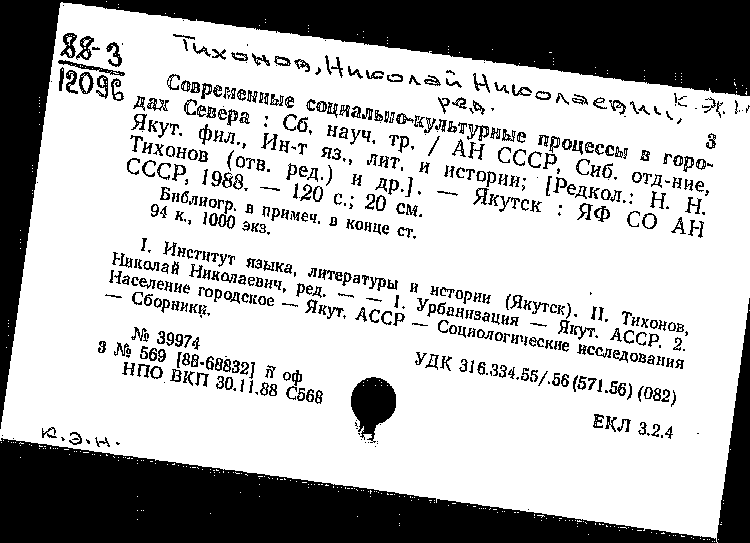 88-3
12096
Тихонов, Николай Николаевич,
ред.
3
Современные социально-культурные процессы в горо-
дах Севера : Сб. науч. тр. / АН СССР, Сиб. отд-ние,
Якут. фил., Ин-т яз., лит. и истории; [Редкол.: Н. Н.
Тихонов (отв. ред.) и др.]. — Якутск : ЯФ СО АН
СССР, 1988. — 120 с.; 20 см.
Библиогр. в примеч. в конце ст.
94 к., 1000 экз.
I. Институт языка, литературы и истории (Якутск). II. Тихонов,
Николай Николаевич, ред. — — 1. Урбанизация — Якут. АССР. 2.
Население городское — Якут. АССР — Социологические исследования
— Сборники.
№ 39974
3 № 569 [88-68832] п оф
НПО ВКП 30.11.88 С568
УДК 316.334.55/.56(571.56)(082)
ЕКЛ 3.2.4
к.э.н.